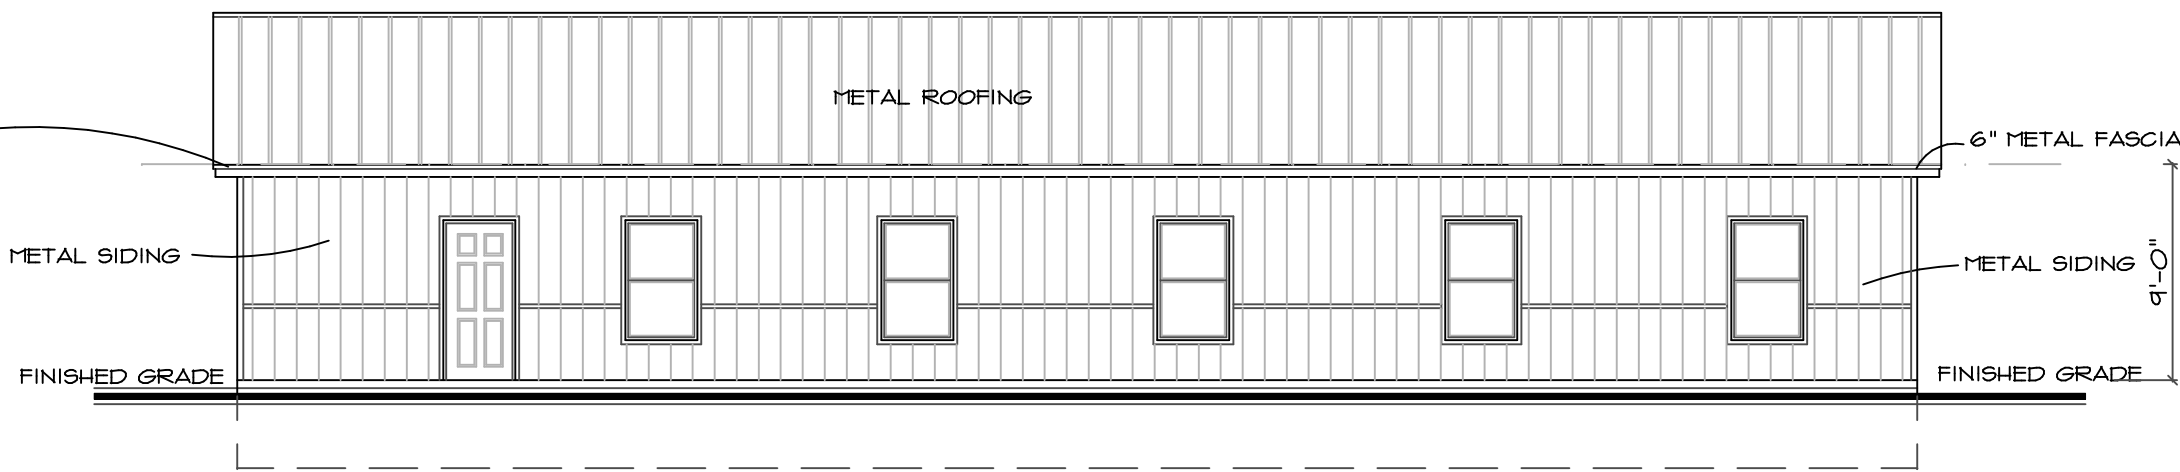 METAL ROOFING
6" METAL FASCIA
METAL SIDING
METAL SIDING
9'-0"
FINISHED GRADE
FINISHED GRADE